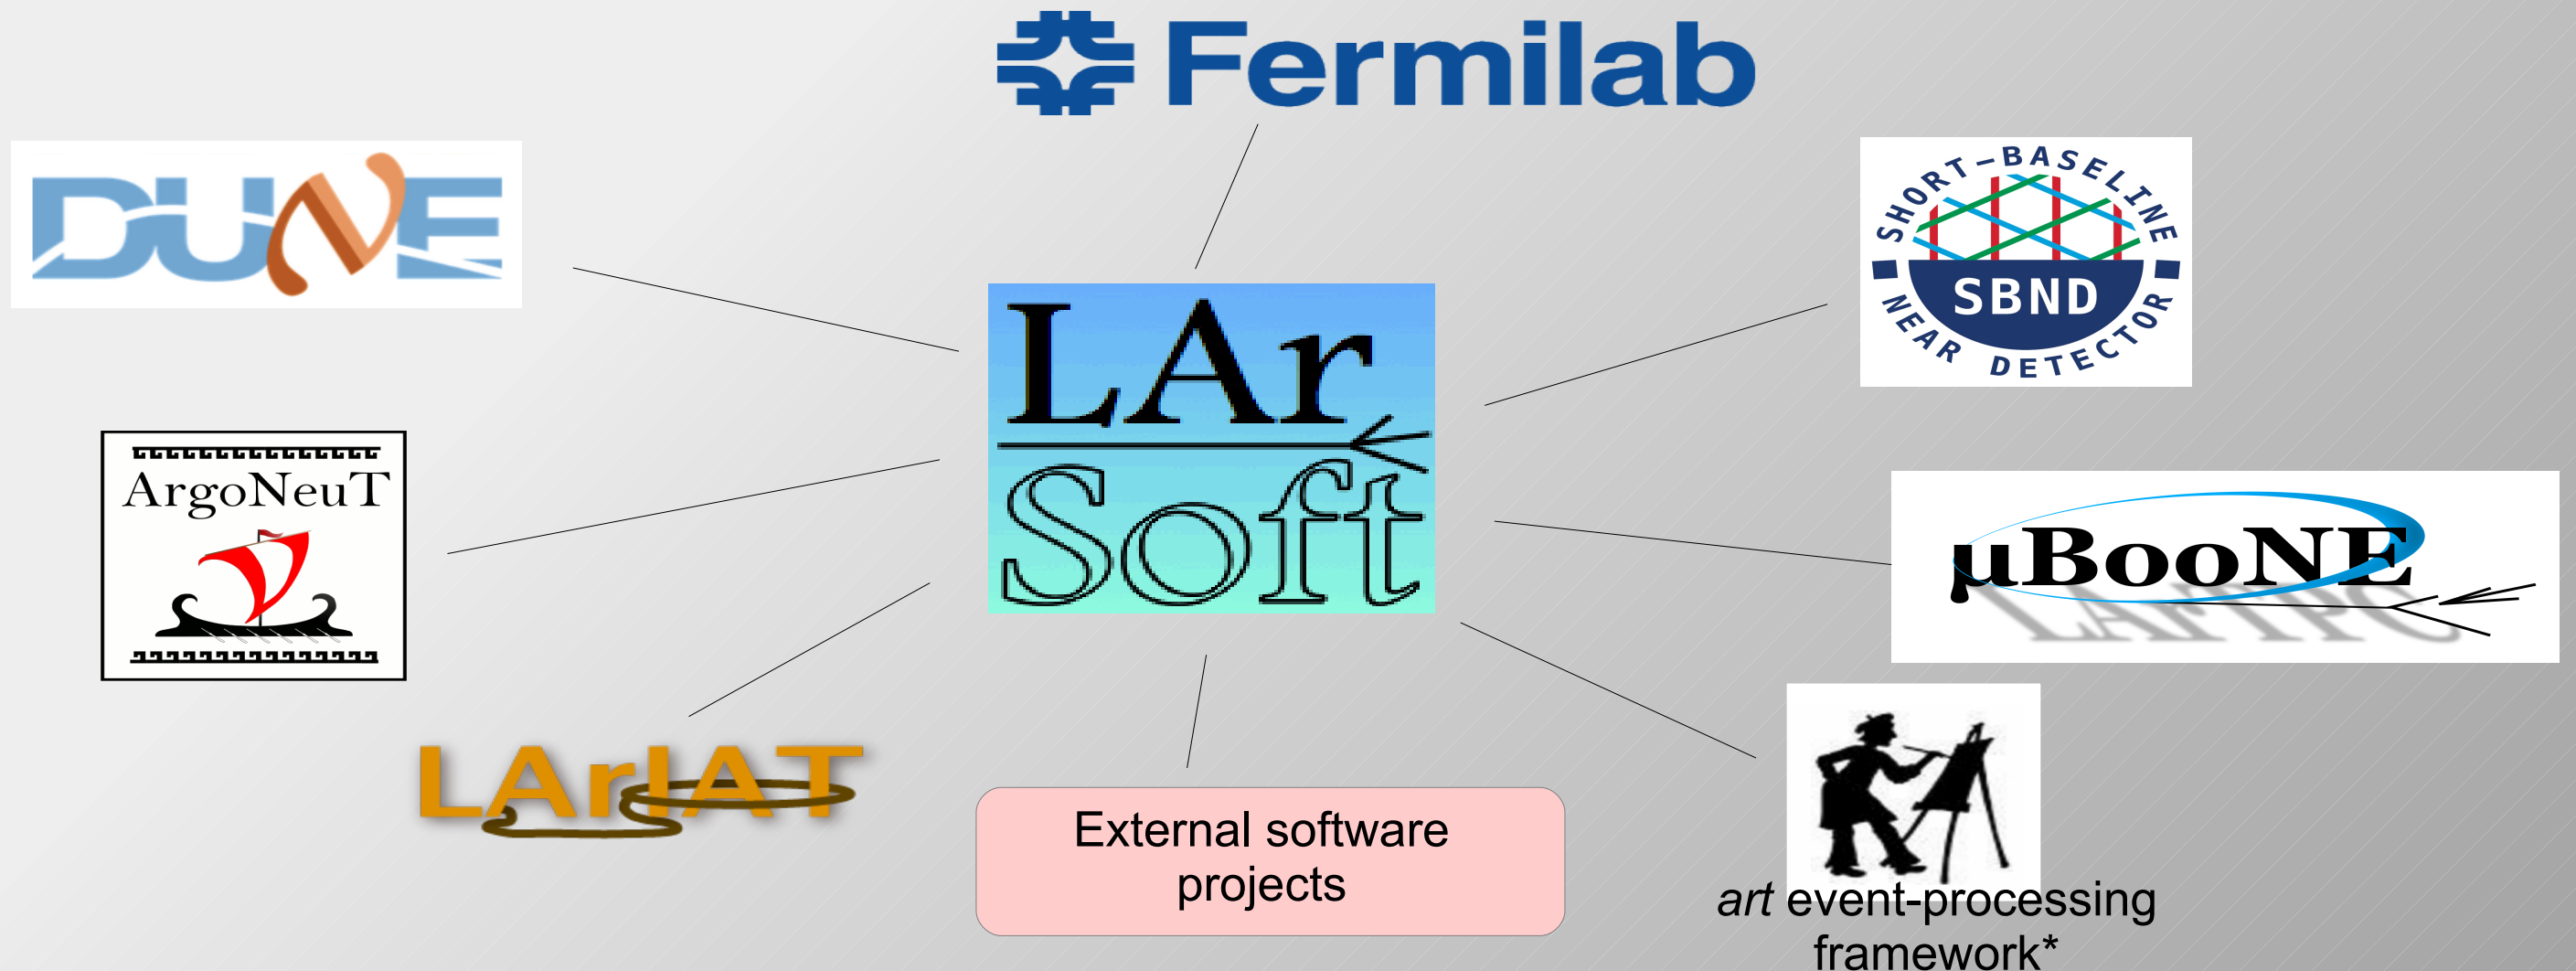 Fermilab
DUNE
SHORT-BASELINE
SBND
NEAR DETECTOR
LAr
Soft
ArgoNeuT
µBooNE
LArTPC
LArIAT
External software
projects
art event-processing
framework*